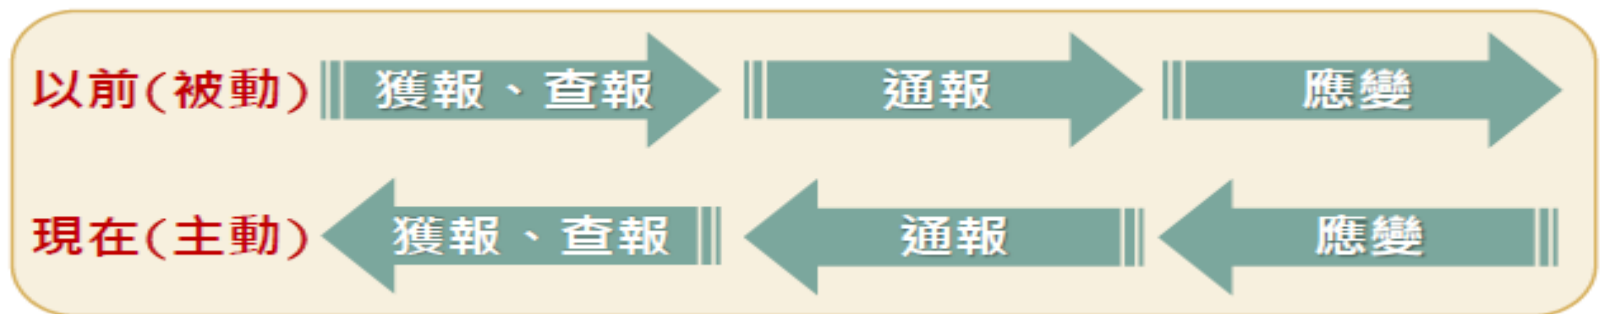 以前(被動) 獲報、查報 通報 應變
現在(主動) 獲報、查報 通報 應變